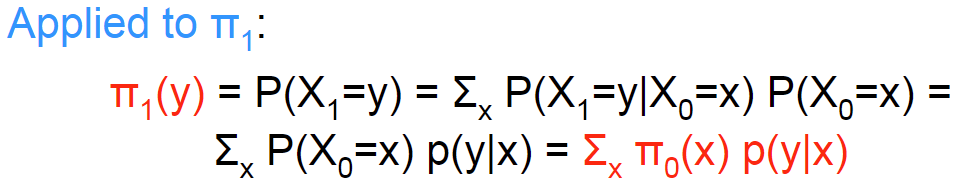 Applied to π₁:
π₁(y) = P(X₁=y) = Σₓ P(X₁=y|X₀=x) P(X₀=x) =
Σₓ P(X₀=x) p(y|x) = Σₓ π₀(x) p(y|x)